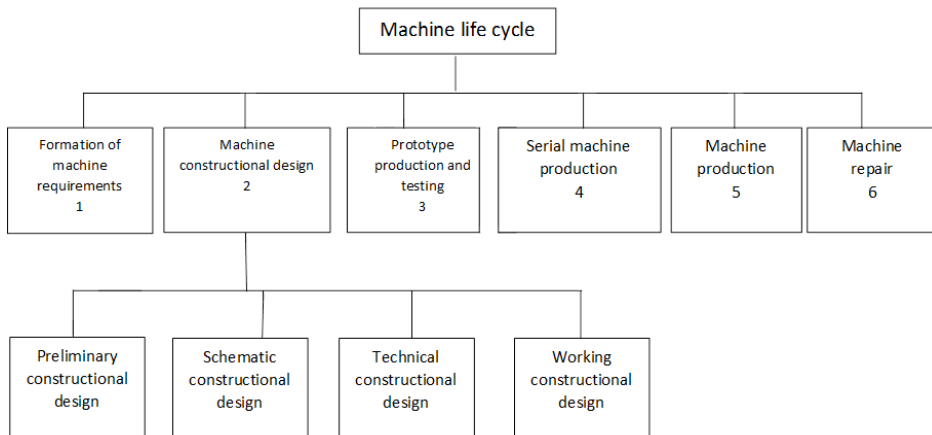 Machine life cycle
Formation of
machine
requirements
1
Machine
constructional design
2
Prototype
production and
testing
3
Serial machine
production
4
Machine
production
5
Machine
repair
6
Preliminary
constructional
design
Schematic
constructional
design
Technical
constructional
design
Working
constructional
design